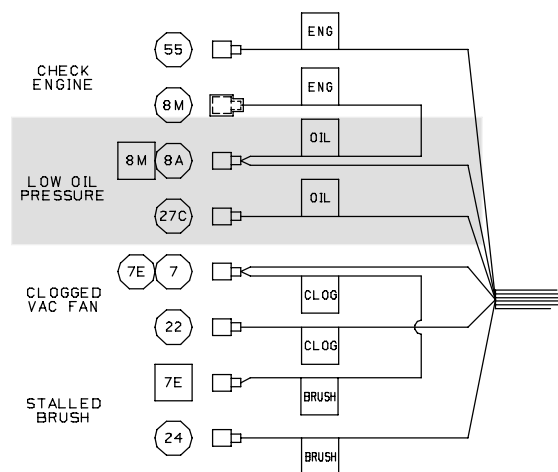 55
ENG
CHECK
ENGINE
8M
ENG
8M 8A
OIL
LOW OIL
PRESSURE
27C
OIL
7E 7
CLOG
CLOGGED
VAC FAN
22
CLOG
7E
BRUSH
STALLED
BRUSH
24
BRUSH